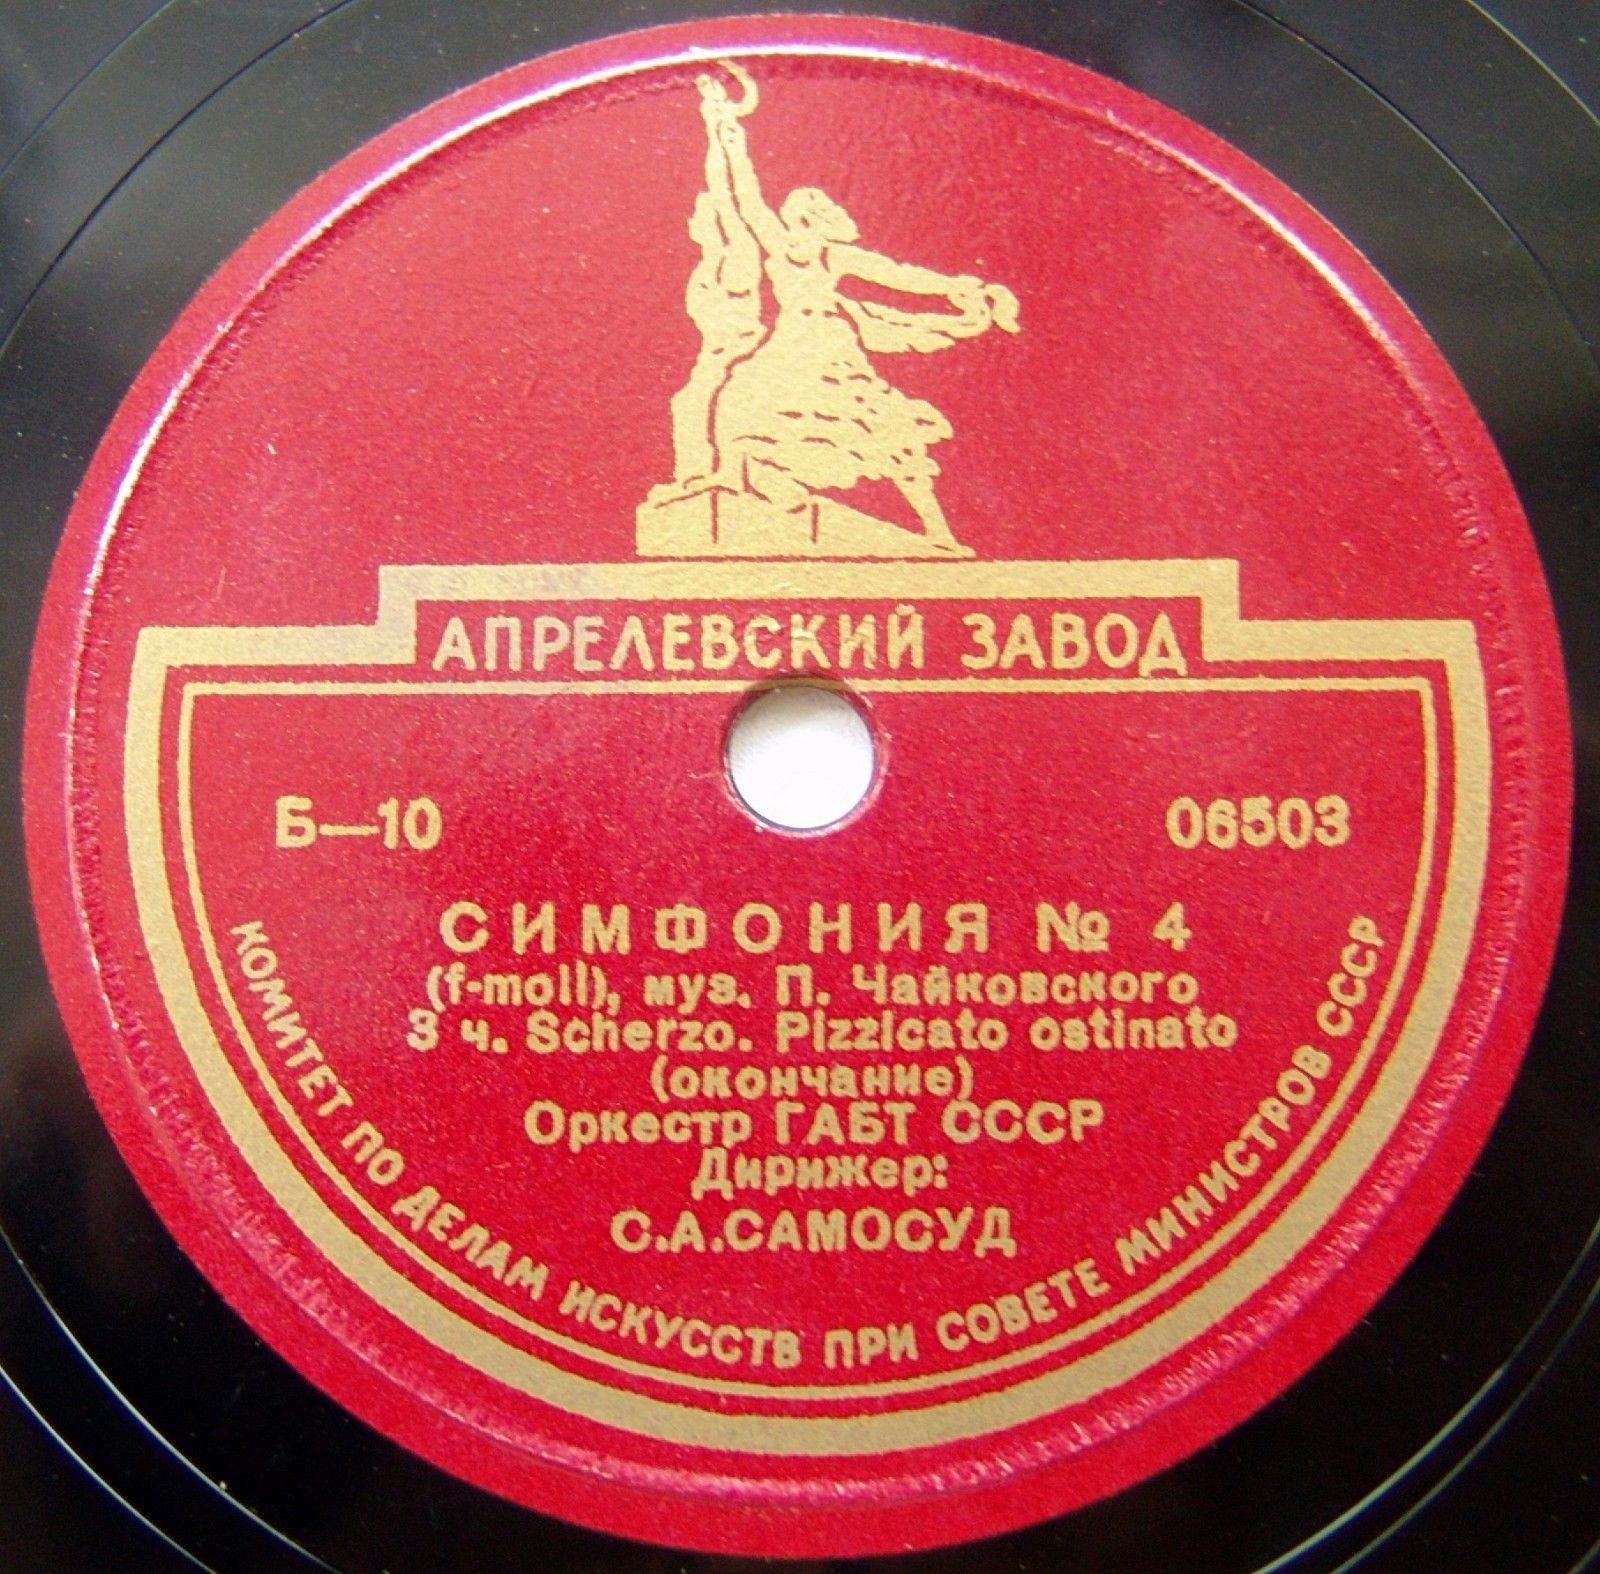 АПРЕЛЕВСКИЙ ЗАВОД
Б—10
06503
СИМФОНИЯ № 4
(f-moll), муз. П. Чайковского
3 ч. Scherzo. Pizzicato ostinato
(окончание)
Оркестр ГАБТ СССР
Дирижер:
С.А.САМОСУД
КОМИТЕТ ПО ДЕЛАМ ИСКУССТВ ПРИ СОВЕТЕ МИНИСТРОВ СССР